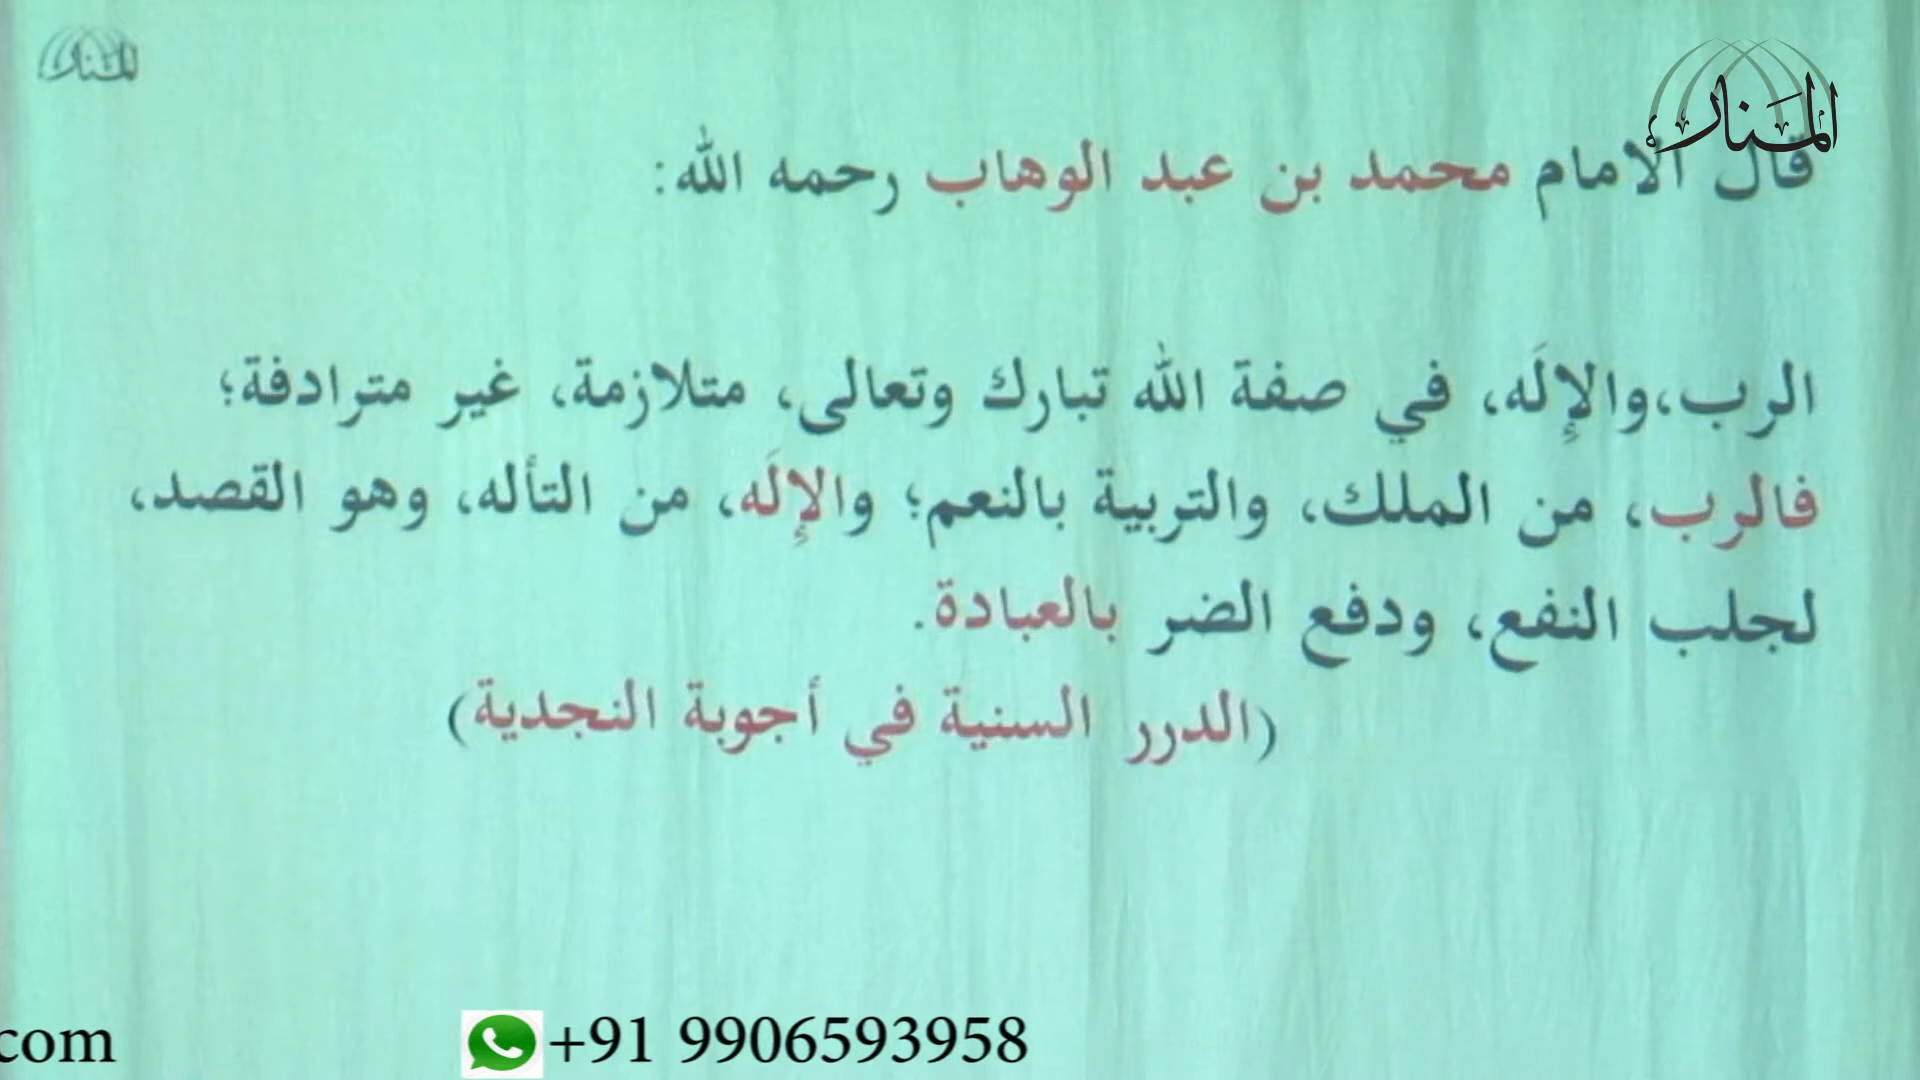 المنار
المنار
قال الامام محمد بن عبد الوهاب رحمه الله:
الرب،والإلَه، في صفة الله تبارك وتعالى، متلازمة، غير مترادفة؛
فالرب، من الملك، والتربية بالنعم؛ والإلَه، من التأله، وهو القصد،
لجلب النفع، ودفع الضر بالعبادة.
(الدرر السنية في أجوبة النجدية)
com
+91 9906593958